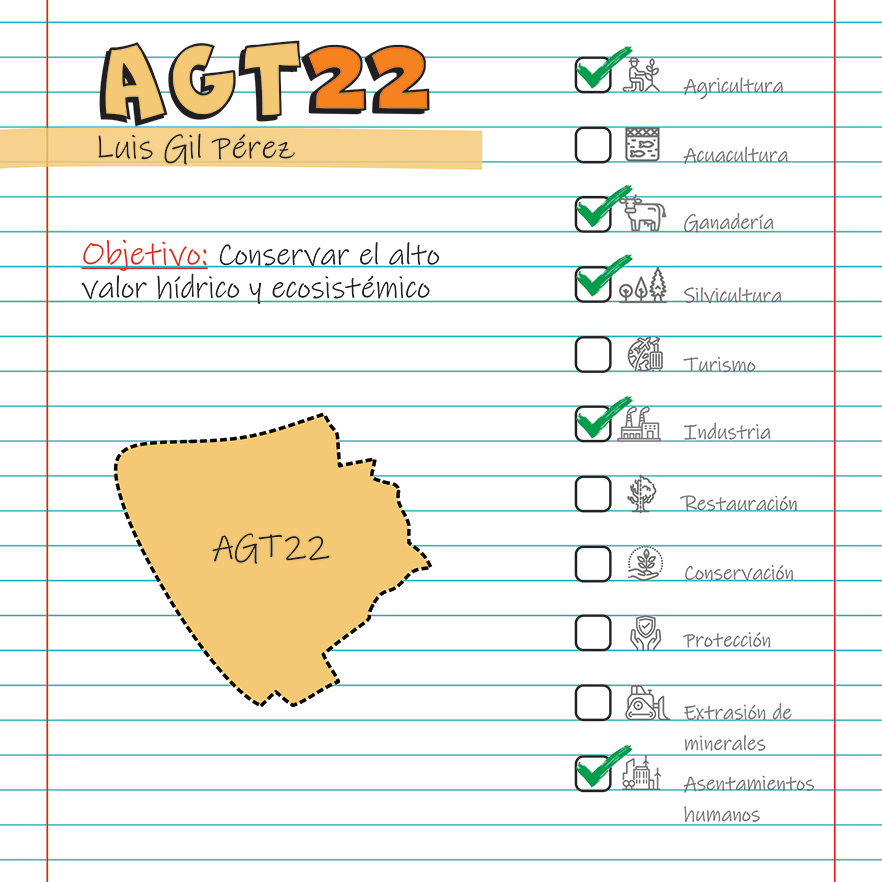 AGT22
Luis Gil Pérez
Objetivo: Conservar el alto
valor hídrico y ecosistémico
AGT22
Agricultura
Acuacultura
Ganadería
Silvicultura
Turismo
Industria
Restauración
Conservación
Protección
Extrasión de
minerales
Asentamientos
humanos